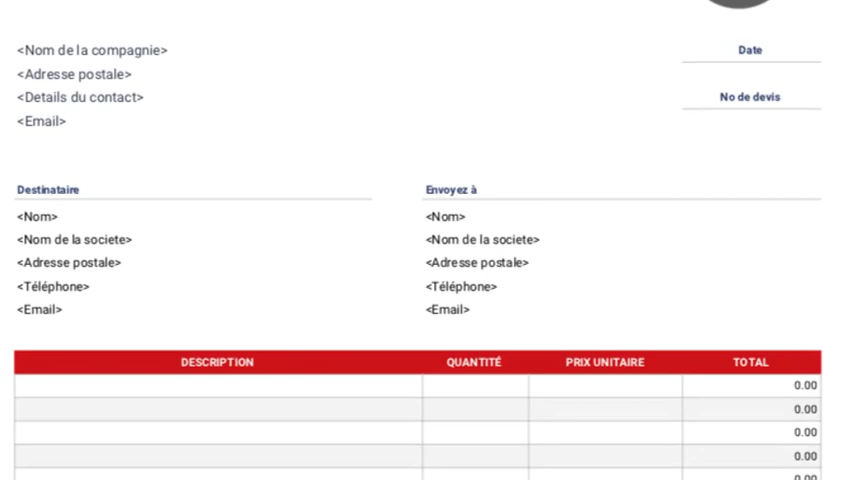 <Nom de la compagnie>
Date
<Adresse postale>
<Details du contact>
No de devis
<Email>
Destinataire
Envoyez à
<Nom>
<Nom>
<Nom de la societe>
<Nom de la societe>
<Adresse postale>
<Adresse postale>
<Téléphone>
<Téléphone>
<Email>
<Email>
DESCRIPTION QUANTITÉ PRIX UNITAIRE TOTAL
0.00
0.00
0.00
0.00
0.00